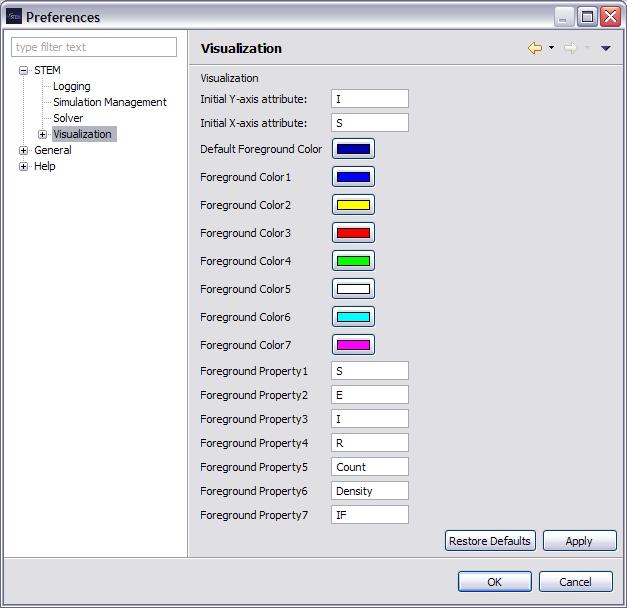 Preferences
type filter text
STEM
Logging
Simulation Management
Solver
Visualization
General
Help
Visualization
Visualization
Initial Y-axis attribute: I
Initial X-axis attribute: S
Default Foreground Color
Foreground Color1
Foreground Color2
Foreground Color3
Foreground Color4
Foreground Color5
Foreground Color6
Foreground Color7
Foreground Property1 S
Foreground Property2 E
Foreground Property3 I
Foreground Property4 R
Foreground Property5 Count
Foreground Property6 Density
Foreground Property7 IF
Restore Defaults Apply
OK Cancel